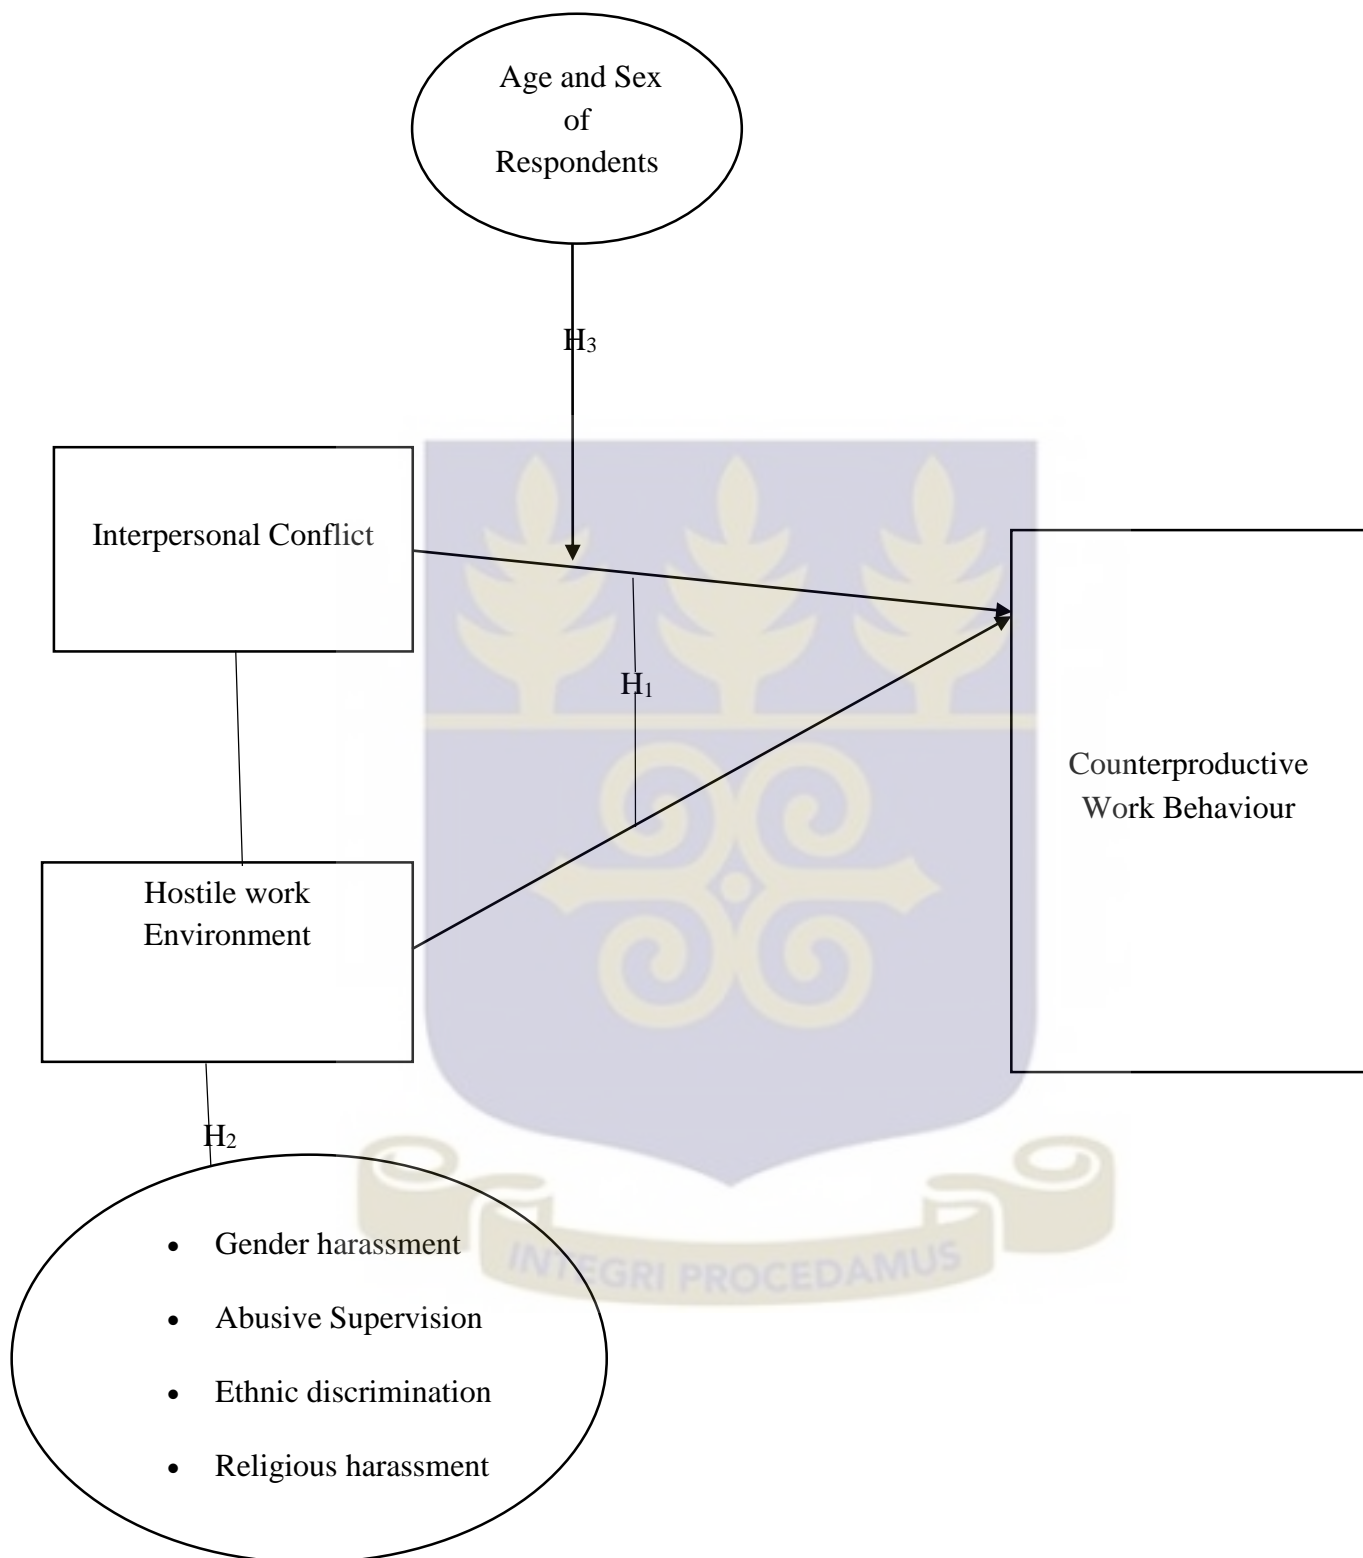 Age and Sex
of
Respondents
H₃
Interpersonal Conflict
H₁
Counterproductive
Work Behaviour
Hostile work
Environment
H₂
• Gender harassment
• Abusive Supervision
• Ethnic discrimination
• Religious harassment
INTEGRI PROCEDAMUS